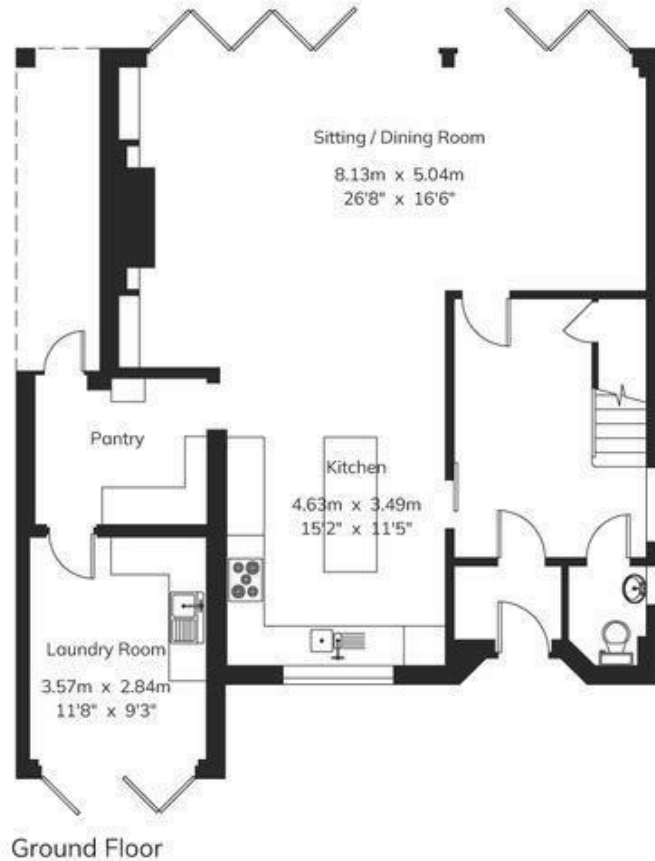 Sitting / Dining Room
8.13m x 5.04m
26'8" x 16'6"
Pantry
Kitchen
4.63m x 3.49m
15'2" x 11'5"
Laundry Room
3.57m x 2.84m
11'8" x 9'3"
Ground Floor